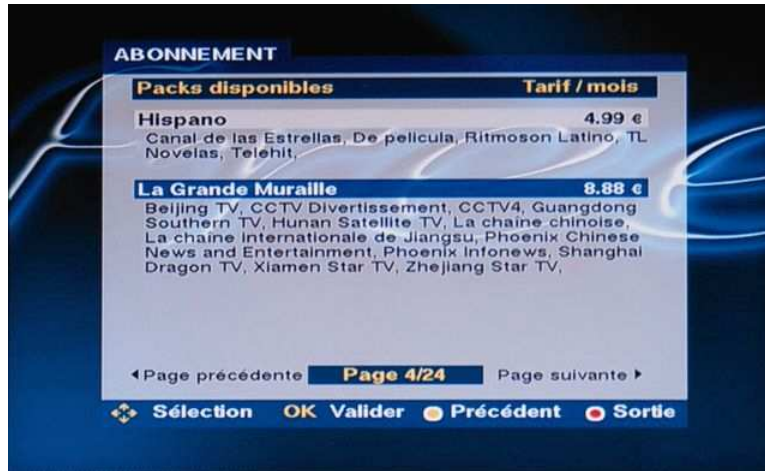 ABONNEMENT
Packs disponibles Tarif / mois
Hispano 4.99 €
Canal de las Estrellas, De pelicula, Ritmoson Latino, TL
Novelas, Telehit,
La Grande Muraille 8.88 €
Beijing TV, CCTV Divertissement, CCTV4, Guangdong
Southern TV, Hunan Satellite TV, La chaine chinoise,
La chaine Internationale de Jiangsu, Phoenix Chinese
News and Entertainment, Phoenix Infonews, Shanghai
Dragon TV, Xiamen Star TV, Zhejiang Star TV,
Page précédente Page 4/24 Page suivante
Sélection OK Valider Précédent Sortie